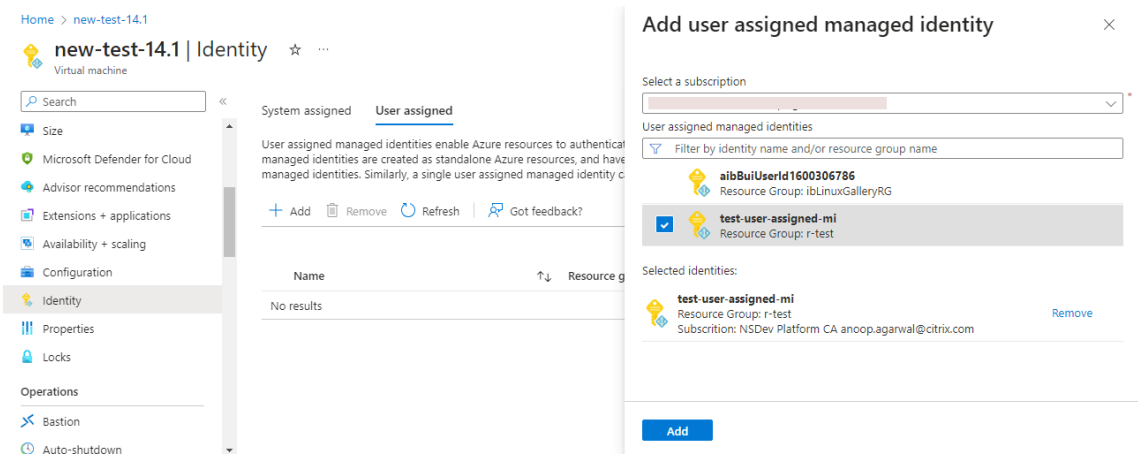 Home > new-test-14.1
new-test-14.1 | Identity
Virtual machine
Search
Size
Microsoft Defender for Cloud
Advisor recommendations
Extensions + applications
Availability + scaling
Configuration
Identity
Properties
Locks
Operations
Bastion
Auto-shutdown
System assigned User assigned
User assigned managed identities enable Azure resources to authenticat
managed identities are created as standalone Azure resources, and have
managed identities. Similarly, a single user assigned managed identity c
+ Add Remove Refresh Got feedback?
Name ↑↓ Resource g
No results
Add user assigned managed identity
Select a subscription
*
User assigned managed identities
Filter by identity name and/or resource group name
aibBuiUserId1600306786
Resource Group: ibLinuxGalleryRG
test-user-assigned-mi
Resource Group: r-test
Selected identities:
test-user-assigned-mi
Resource Group: r-test
Remove
Subscrition: NSDev Platform CA anoop.agarwal@citrix.com
Add